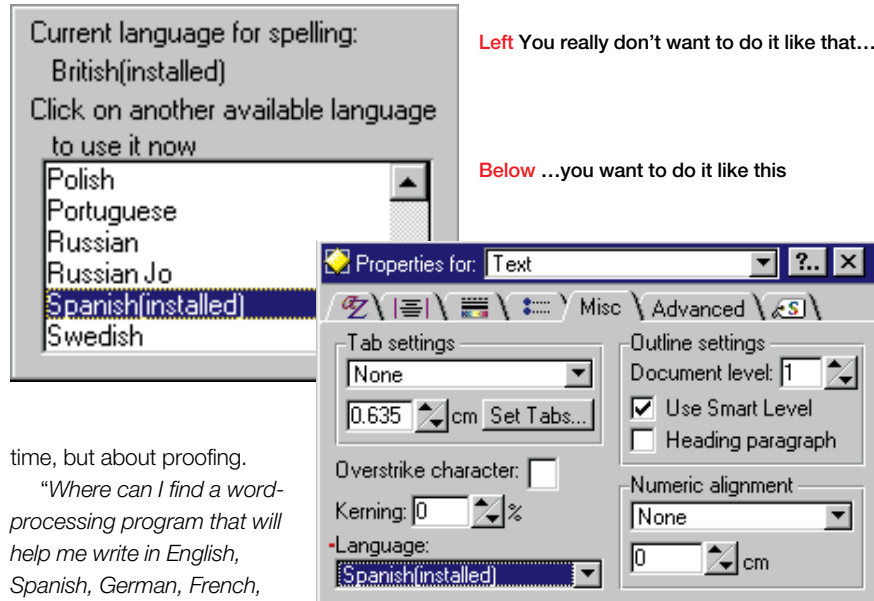 Current language for spelling:
British(installed)
Click on another available language
to use it now
Polish
Portuguese
Russian
Russian Jo
Spanish(installed)
Swedish
Left You really don’t want to do it like that…
Below …you want to do it like this
Properties for: Text ?..
Misc Advanced S
Tab settings
None
0.635 cm Set Tabs...
Overstrike character:
Kerning: 0 %
Language:
Spanish(installed)
Outline settings
Document level: 1
Use Smart Level
Heading paragraph
Numeric alignment
None
0 cm
time, but about proofing.
“Where can I find a word-
processing program that will
help me write in English,
Spanish, German, French,